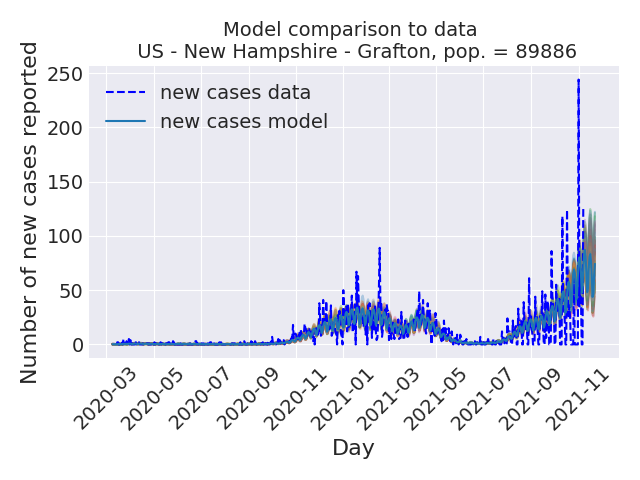 Model comparison to data
US - New Hampshire - Grafton, pop. = 89886
Number of new cases reported
250
200
150
100
50
0
new cases data
new cases model
2020-03
2020-05
2020-07
2020-09
2020-11
2021-01
2021-03
2021-05
2021-07
2021-09
2021-11
Day